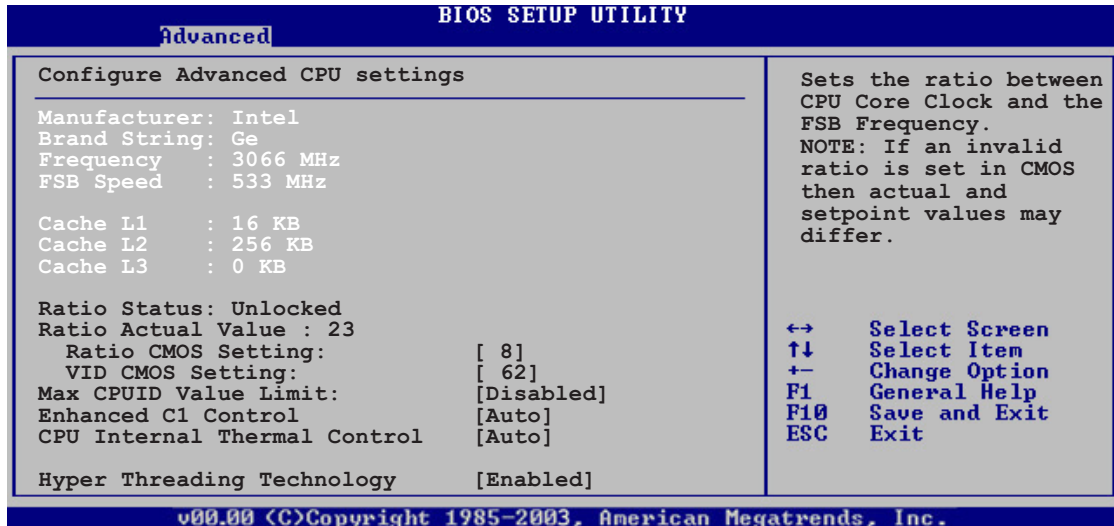 BIOS SETUP UTILITY
Advanced
Configure Advanced CPU settings
Manufacturer: Intel
Brand String: Ge
Frequency : 3066 MHz
FSB Speed : 533 MHz
Cache L1 : 16 KB
Cache L2 : 256 KB
Cache L3 : 0 KB
Ratio Status: Unlocked
Ratio Actual Value : 23
Ratio CMOS Setting: [ 8]
VID CMOS Setting: [ 62]
Max CPUID Value Limit: [Disabled]
Enhanced C1 Control [Auto]
CPU Internal Thermal Control [Auto]
Hyper Threading Technology [Enabled]
Sets the ratio between
CPU Core Clock and the
FSB Frequency.
NOTE: If an invalid
ratio is set in CMOS
then actual and
setpoint values may
differ.
←→ Select Screen
↑↓ Select Item
+- Change Option
F1 General Help
F10 Save and Exit
ESC Exit
v00.00 (C)Copyright 1985-2003, American Megatrends, Inc.